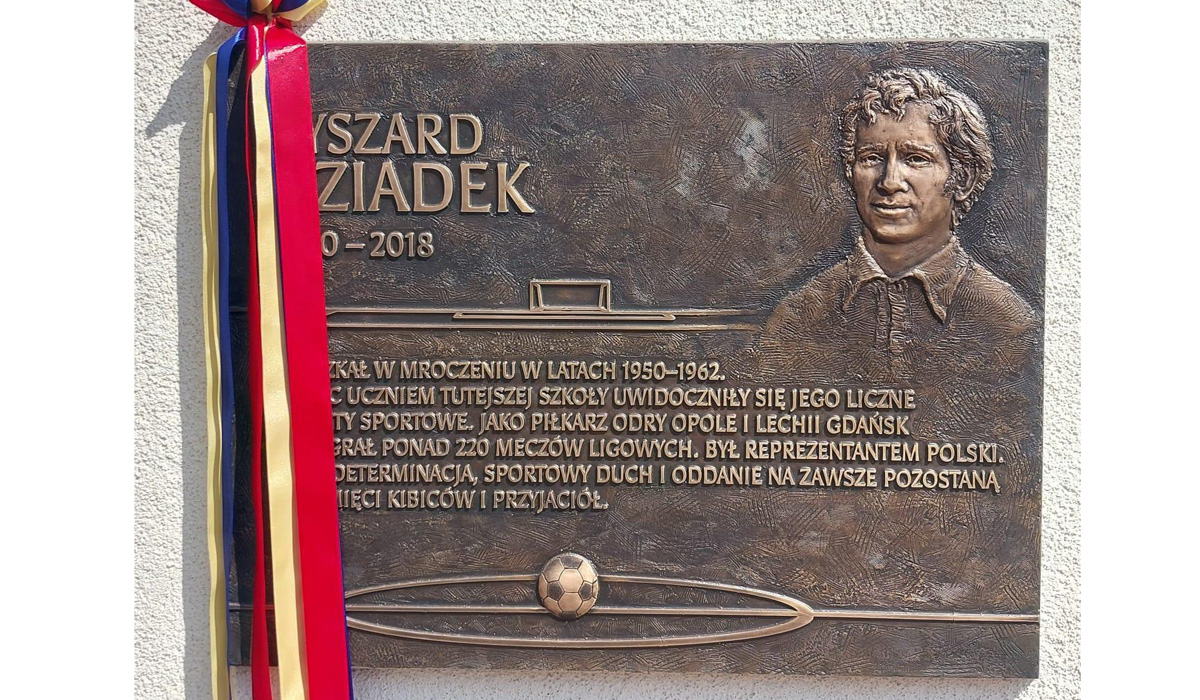 YSZARD
ZIADEK
0 – 2018
ZKAŁ W MROCZENIU W LATACH 1950–1962.
C UCZNIEM TUTEJSZEJ SZKOŁY UWIDOCZNIŁY SIĘ JEGO LICZNE
TY SPORTOWE. JAKO PIŁKARZ ODRY OPOLE I LECHII GDAŃSK
GRAŁ PONAD 220 MECZÓW LIGOWYCH. BYŁ REPREZENTANTEM POLSKI.
DETERMINACJA, SPORTOWY DUCH I ODDANIE NA ZAWSZE POZOSTANĄ
MIĘCI KIBICÓW I PRZYJACIÓŁ.